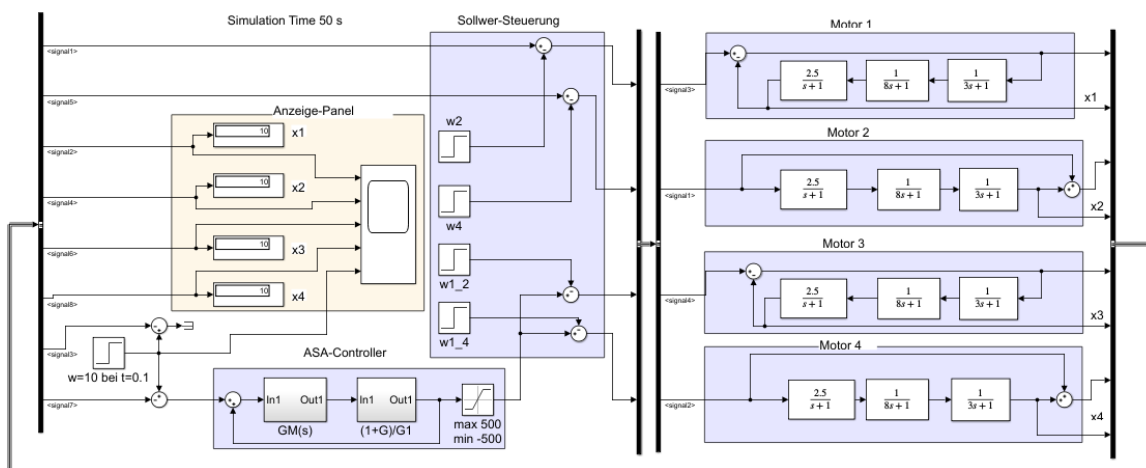 Simulation Time 50 s
Sollwer-Steuerung
<signal1>
<signal5>
Anzeige-Panel
10
x1
<signal2>
10
x2
<signal4>
10
x3
<signal6>
10
x4
<signal8>
<signal3>
w=10 bei t=0.1
<signal7>
ASA-Controller
In1 Out1
GM(s)
In1 Out1
(1+G)/G1
max 500
min -500
w2
w4
w1_2
w1_4
Motor 1
<signal3>
2.5
s+1
1
8s+1
1
3s+1
x1
Motor 2
<signal1>
2.5
s+1
1
8s+1
1
3s+1
x2
Motor 3
<signal4>
2.5
s+1
1
8s+1
1
3s+1
x3
Motor 4
<signal2>
2.5
s+1
1
8s+1
1
3s+1
x4